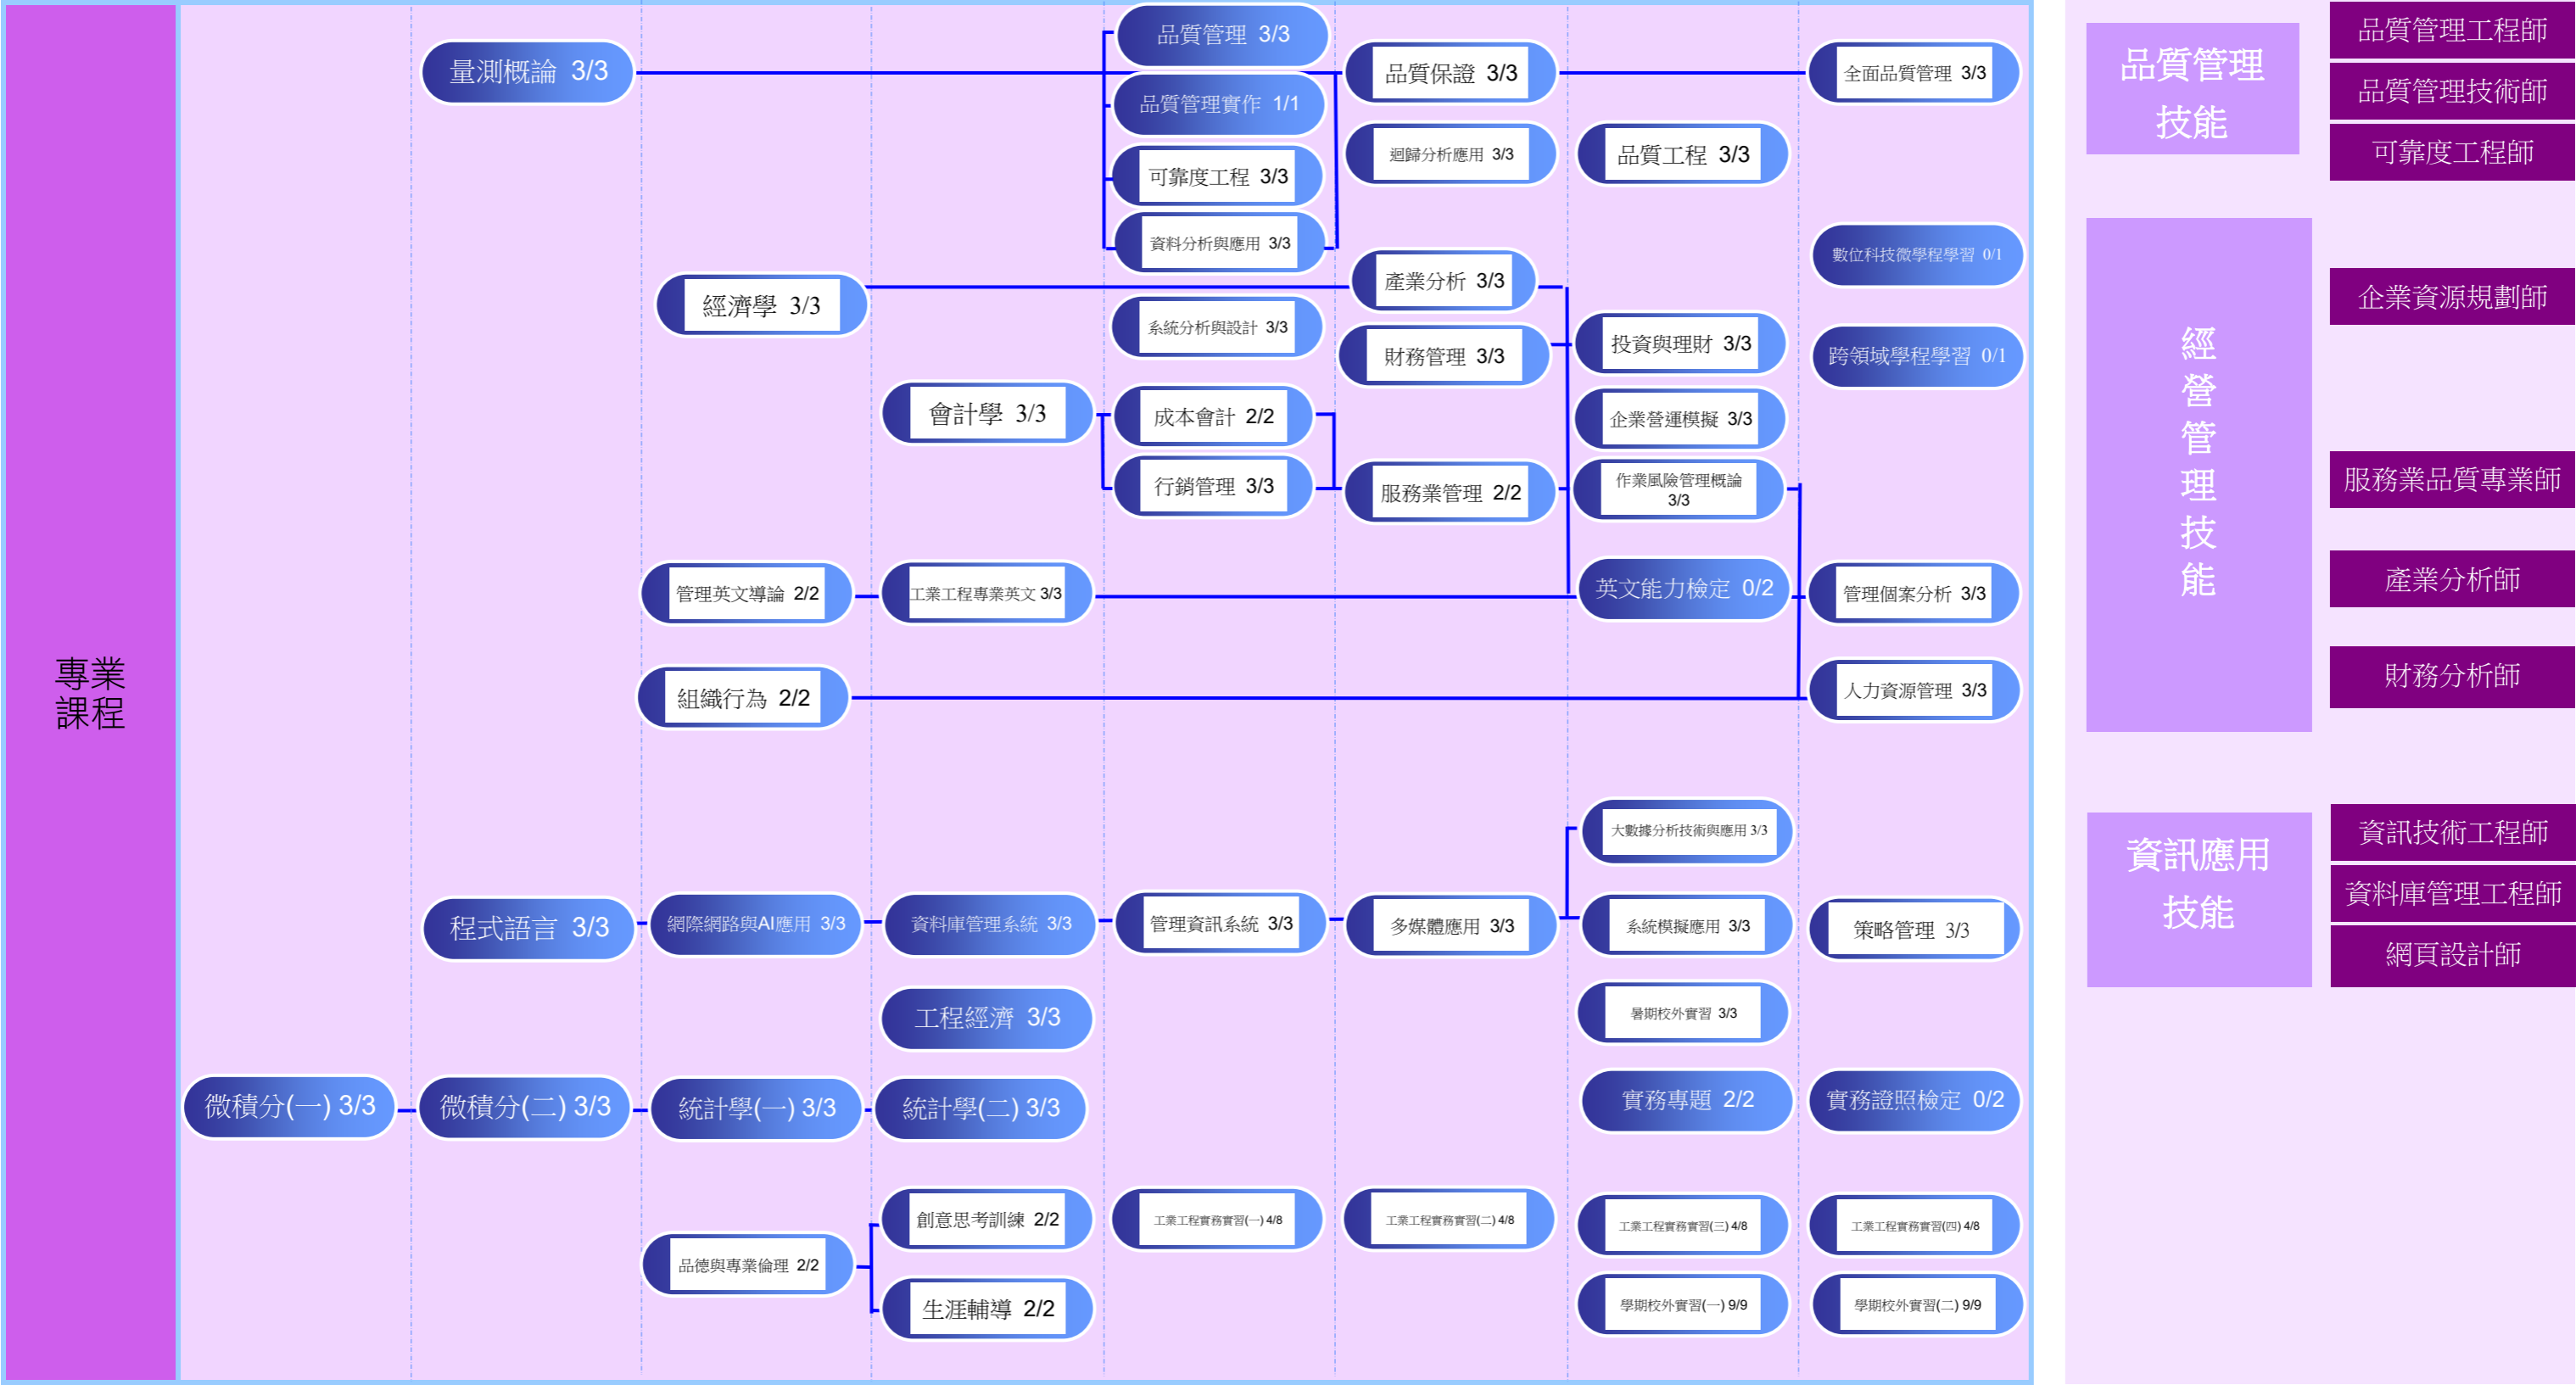 專業
課程
量測概論 3/3
品質管理 3/3
品質管理實作 1/1
可靠度工程 3/3
資料分析與應用 3/3
品質保證 3/3
迴歸分析應用 3/3
品質工程 3/3
全面品質管理 3/3
經濟學 3/3
系統分析與設計 3/3
產業分析 3/3
財務管理 3/3
投資與理財 3/3
企業營運模擬 3/3
數位科技微學程學習 0/1
跨領域學程學習 0/1
會計學 3/3
成本會計 2/2
行銷管理 3/3
服務業管理 2/2
作業風險管理概論
3/3
管理英文導論 2/2
工業工程專業英文 3/3
英文能力檢定 0/2
管理個案分析 3/3
組織行為 2/2
人力資源管理 3/3
大數據分析技術與應用 3/3
程式語言 3/3
網際網路與AI應用 3/3
資料庫管理系統 3/3
管理資訊系統 3/3
多媒體應用 3/3
系統模擬應用 3/3
策略管理 3/3
工程經濟 3/3
暑期校外實習 3/3
微積分(一) 3/3
微積分(二) 3/3
統計學(一) 3/3
統計學(二) 3/3
實務專題 2/2
實務證照檢定 0/2
品德與專業倫理 2/2
創意思考訓練 2/2
生涯輔導 2/2
工業工程實務實習(一) 4/8
工業工程實務實習(二) 4/8
工業工程實務實習(三) 4/8
工業工程實務實習(四) 4/8
學期校外實習(一) 9/9
學期校外實習(二) 9/9
品質管理
技能
品質管理工程師
品質管理技術師
可靠度工程師
經
營
管
理
技
能
企業資源規劃師
服務業品質專業師
產業分析師
財務分析師
資訊應用
技能
資訊技術工程師
資料庫管理工程師
網頁設計師